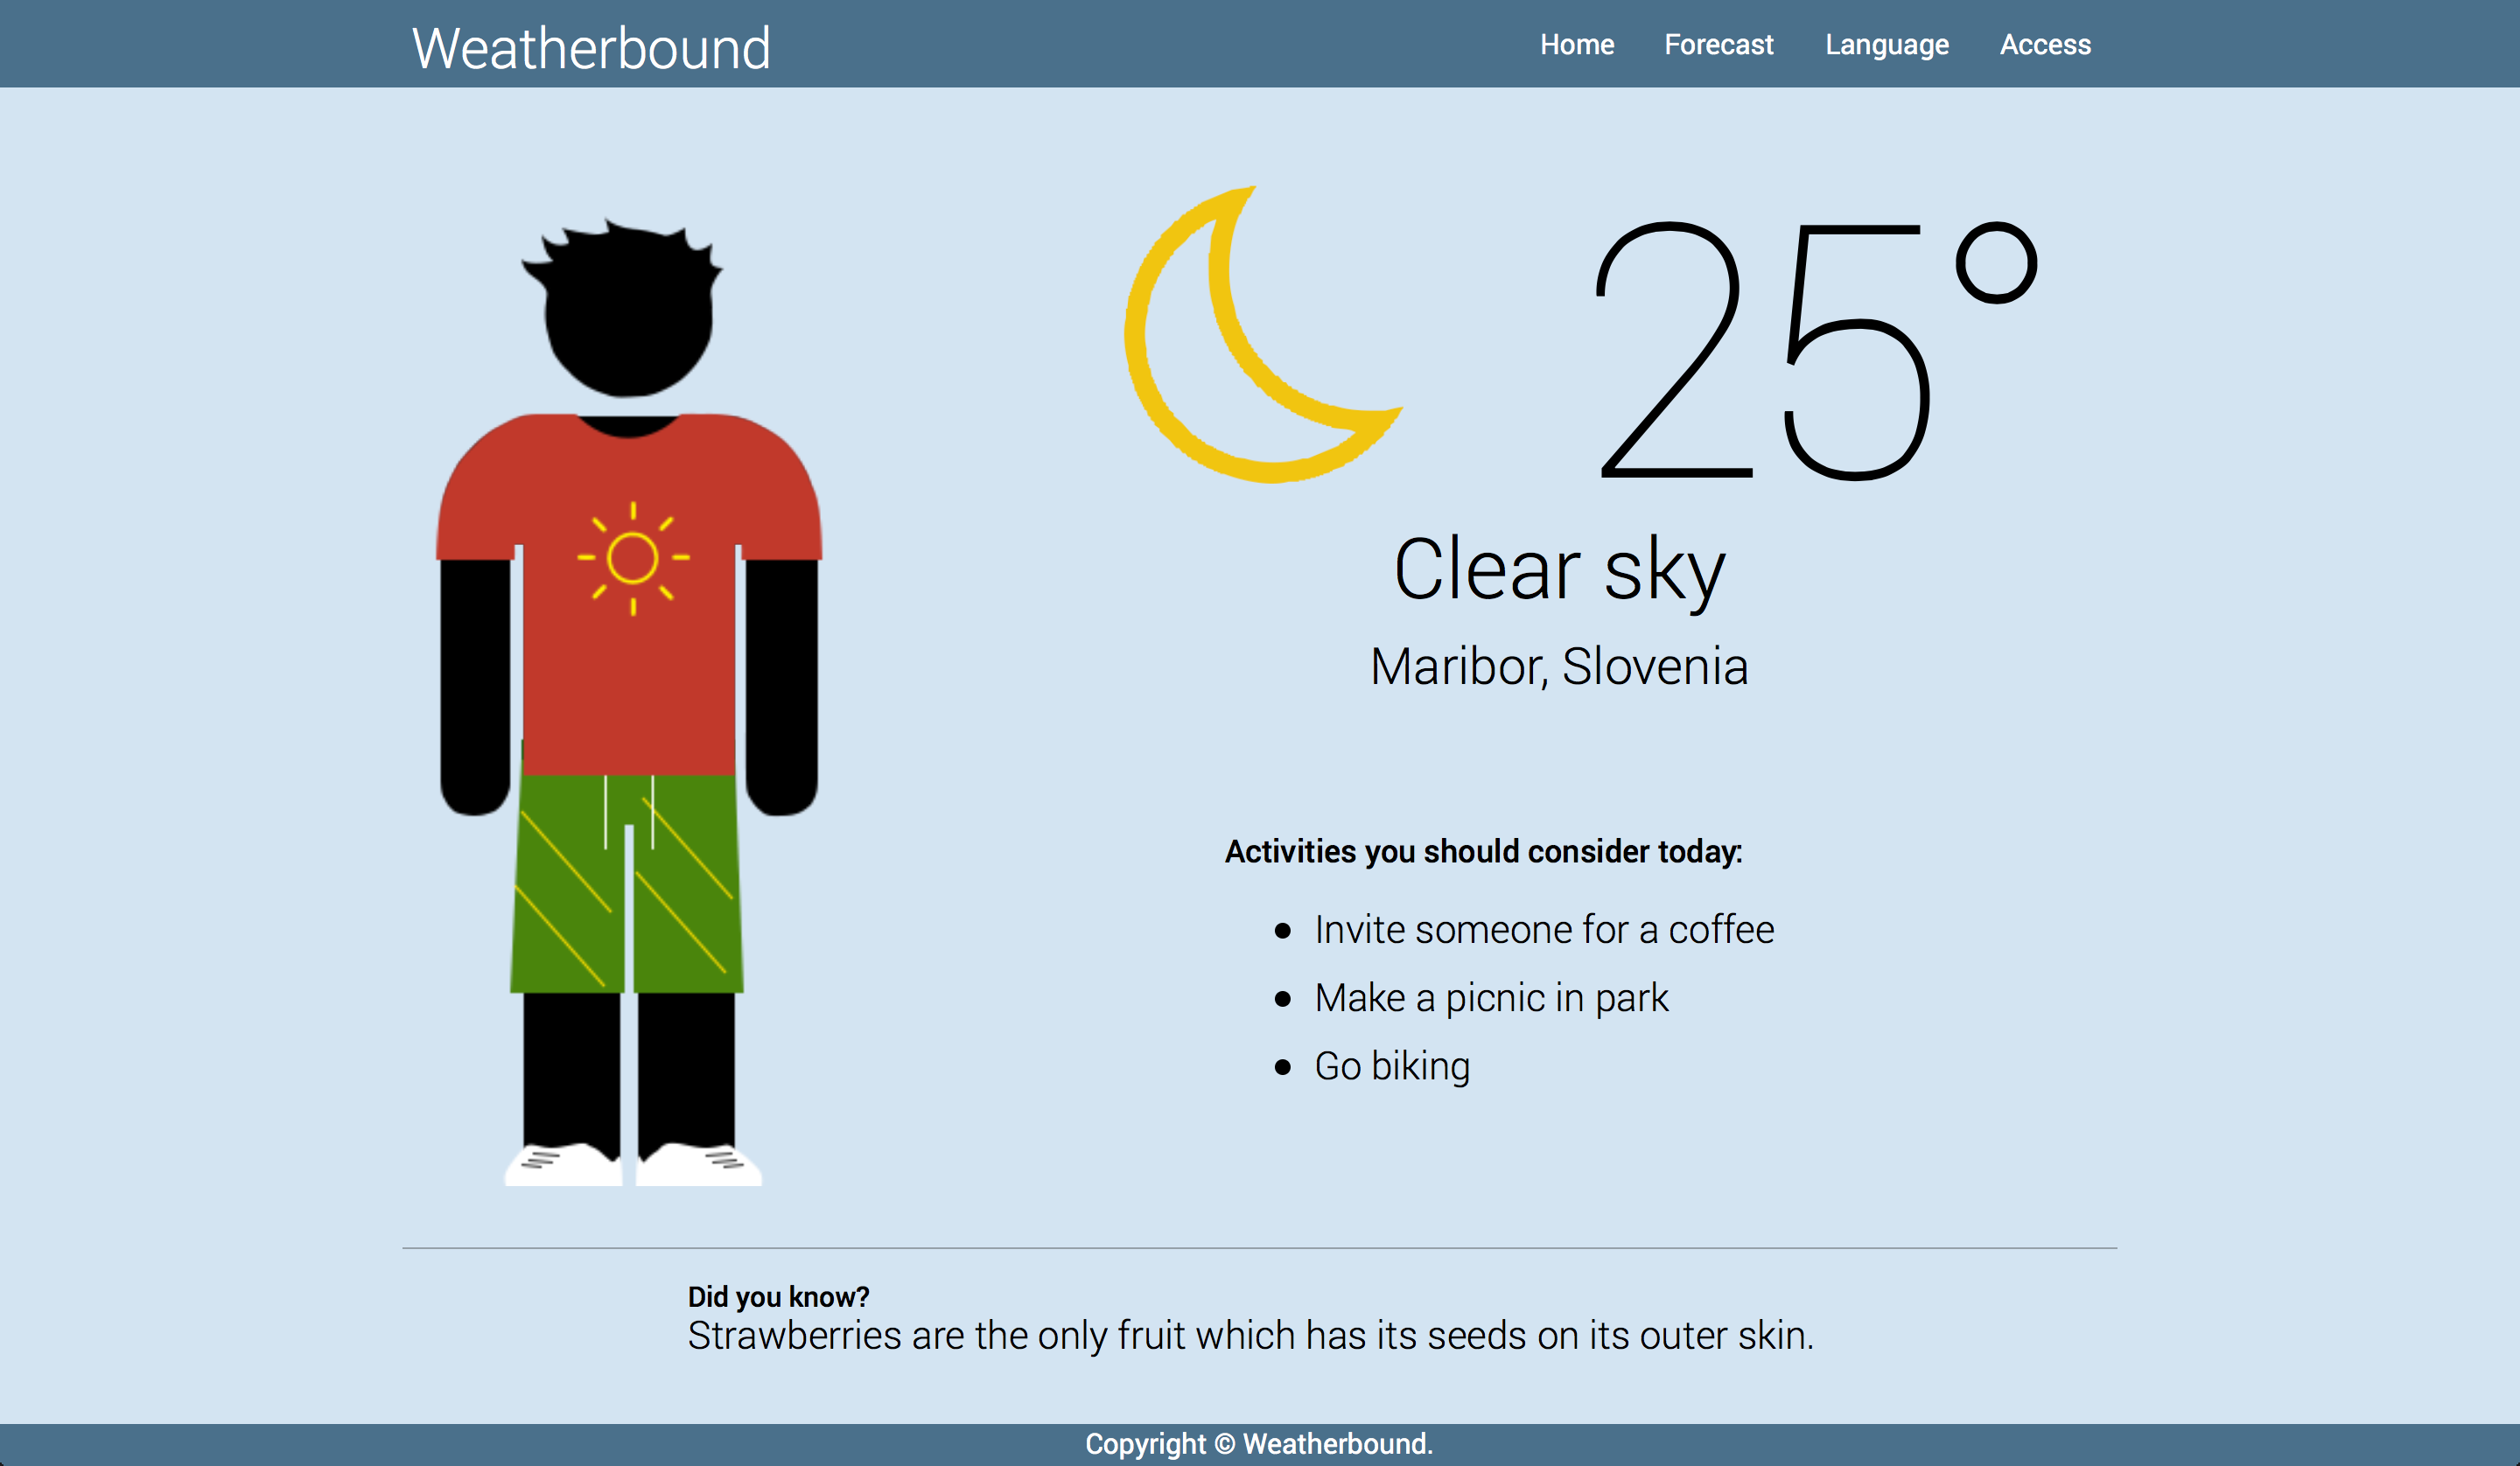 Weatherbound
Home Forecast Language Access
25°
Clear sky
Maribor, Slovenia
Activities you should consider today:
• Invite someone for a coffee
• Make a picnic in park
• Go biking
Did you know?
Strawberries are the only fruit which has its seeds on its outer skin.
Copyright © Weatherbound.